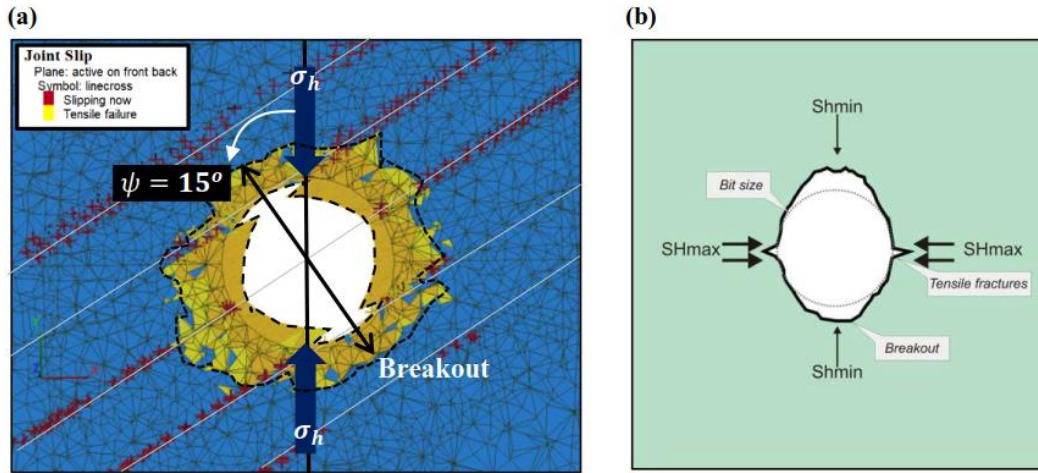 (a)
Joint Slip
Plane: active on front back
Symbol: linecross
Slipping now
Tensile failure
σₕ
ψ = 15°
Breakout
σₕ
(b)
Shmin
Bit size
SHmax
SHmax
Tensile fractures
Breakout
Shmin